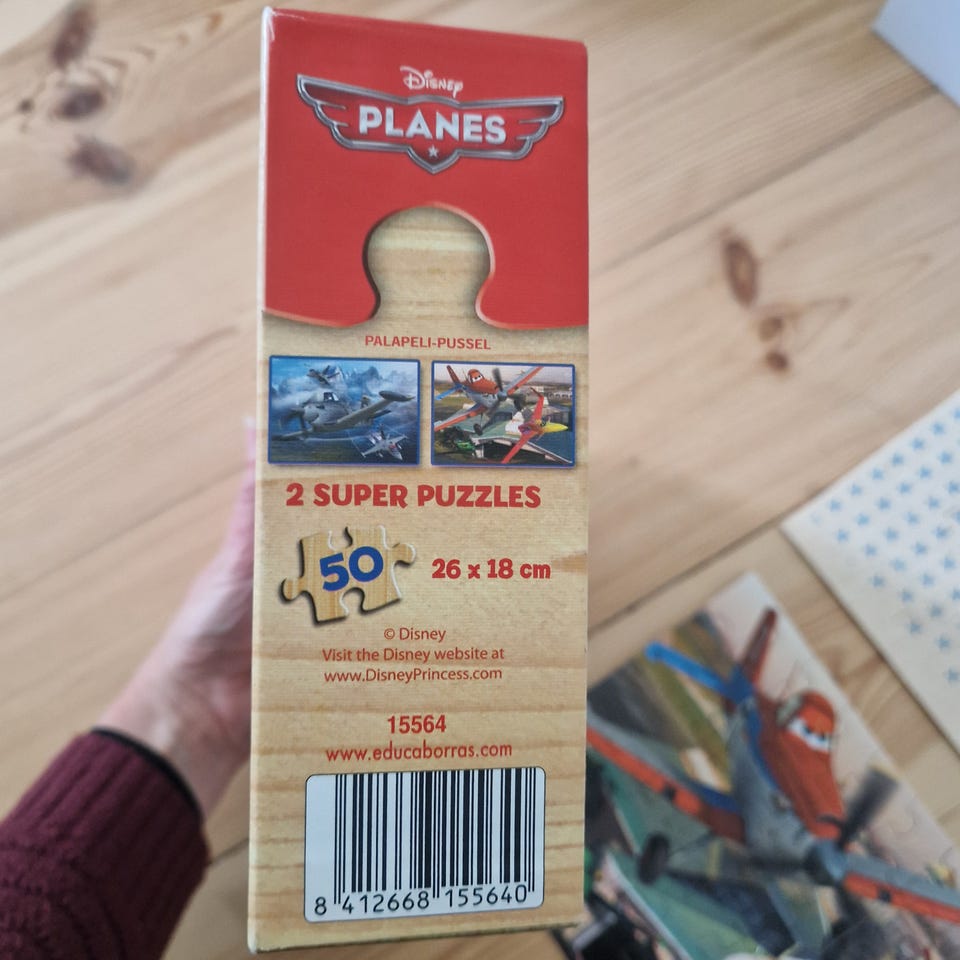 Disney
PLANES
PALAPELI-PUSSEL
2 SUPER PUZZLES
50
26 x 18 cm
© Disney
Visit the Disney website at
www.DisneyPrincess.com
15564
www.educaborras.com
8 412668 155640